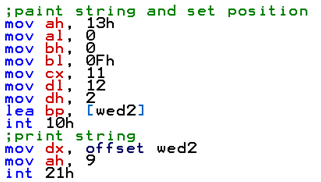 ;paint string and set position
mov ah, 13h
mov al, 0
mov bh, 0
mov bl, 0Fh
mov cx, 11
mov dl, 12
mov dh, 2
lea bp, [wed2]
int 10h
;print string
mov dx, offset wed2
mov ah, 9
int 21h